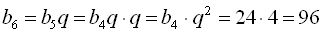 b₆ = b₅q = b₄q · q = b₄ · q² = 24 · 4 = 96